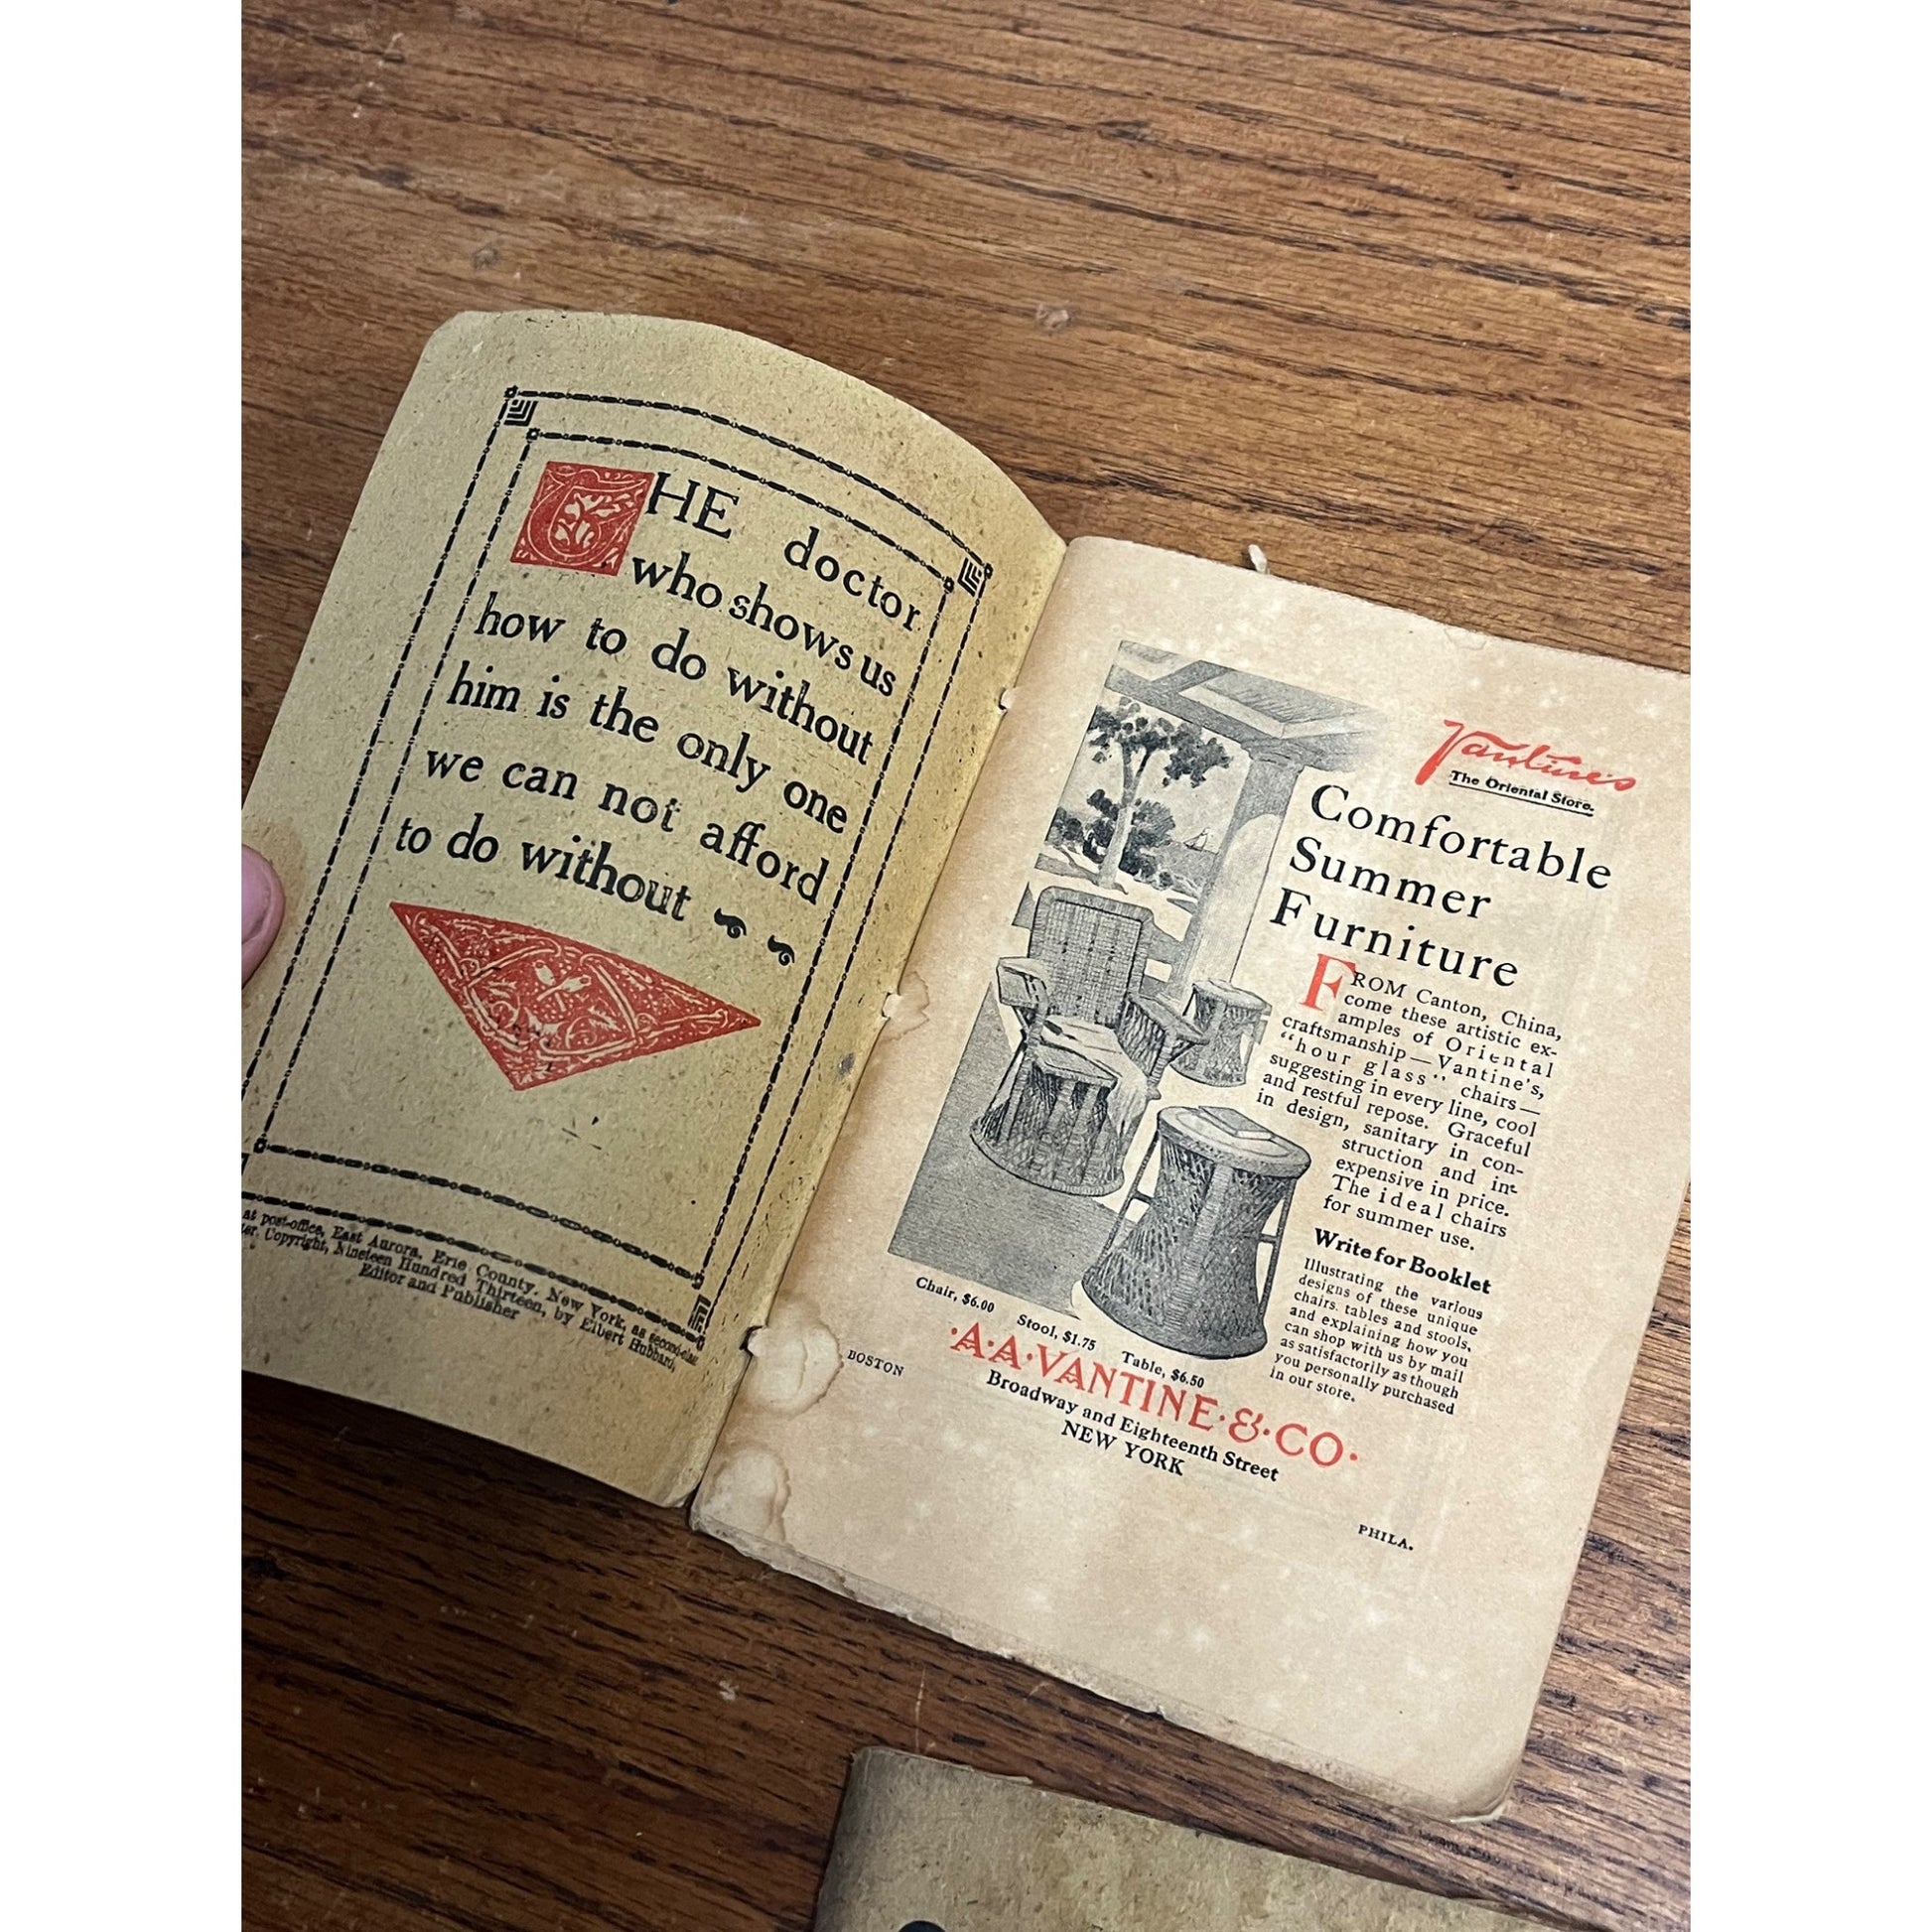 THE doctor
who shows us
how to do without
him is the only one
we can not afford
to do without
at post-office, East Aurora, Erie County, New York, as second-class
Copyright, Nineteen Hundred Thirteen, by Elbert Hubbard,
Editor and Publisher
Vantine's
The Oriental Store.
Comfortable
Summer
Furniture
FROM Canton, China,
come these artistic ex-
amples of Oriental
craftsmanship—Vantine's,
"hour glass" chairs—
suggesting in every line, cool
and restful repose. Graceful
in design, sanitary in con-
struction and in-
expensive in price.
The ideal chairs
for summer use.
Write for Booklet
Illustrating the various
designs of these unique
chairs, tables and stools,
and explaining how you
can shop with us by mail
as satisfactorily as though
you personally purchased
in our store.
Chair, $6.00
Stool, $1.75
Table, $6.50
·A·A·VANTINE·&·CO·
Broadway and Eighteenth Street
NEW YORK
BOSTON
PHILA.